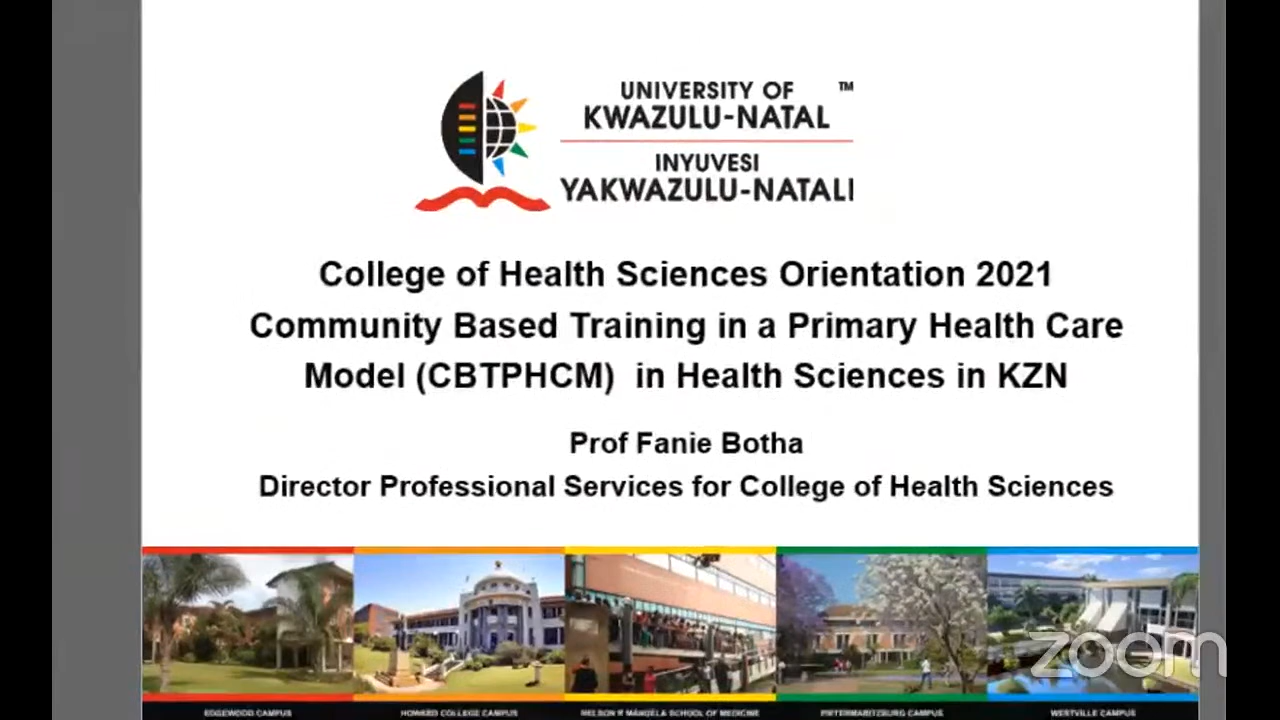 UNIVERSITY OF ™
KWAZULU-NATAL
INYUVESI
YAKWAZULU-NATALI
College of Health Sciences Orientation 2021
Community Based Training in a Primary Health Care
Model (CBTPHCM) in Health Sciences in KZN
Prof Fanie Botha
Director Professional Services for College of Health Sciences
zoom
EDGEWOOD CAMPUS
HOWARD COLLEGE CAMPUS
NELSON R MANDELA SCHOOL OF MEDICINE
PIETERMARITZBURG CAMPUS
WESTVILLE CAMPUS